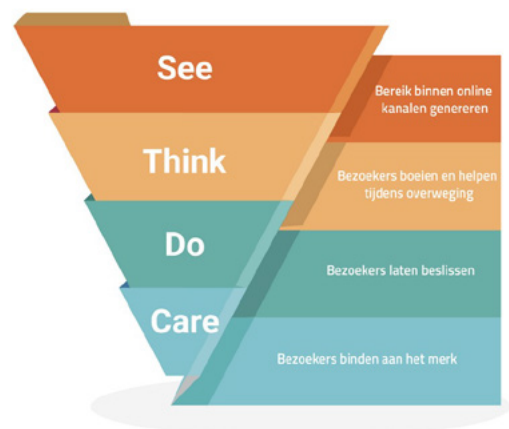 See
Bereik binnen online
kanalen genereren
Think
Bezoekers boeien en helpen
tijdens overweging
Do
Bezoekers laten beslissen
Care
Bezoekers binden aan het merk